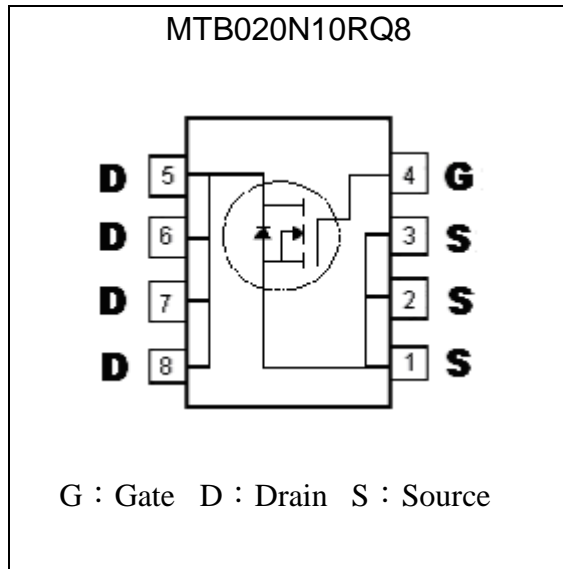 MTB020N10RQ8
D 5 4 G
D 6 3 S
D 7 2 S
D 8 1 S
G：Gate D：Drain S：Source